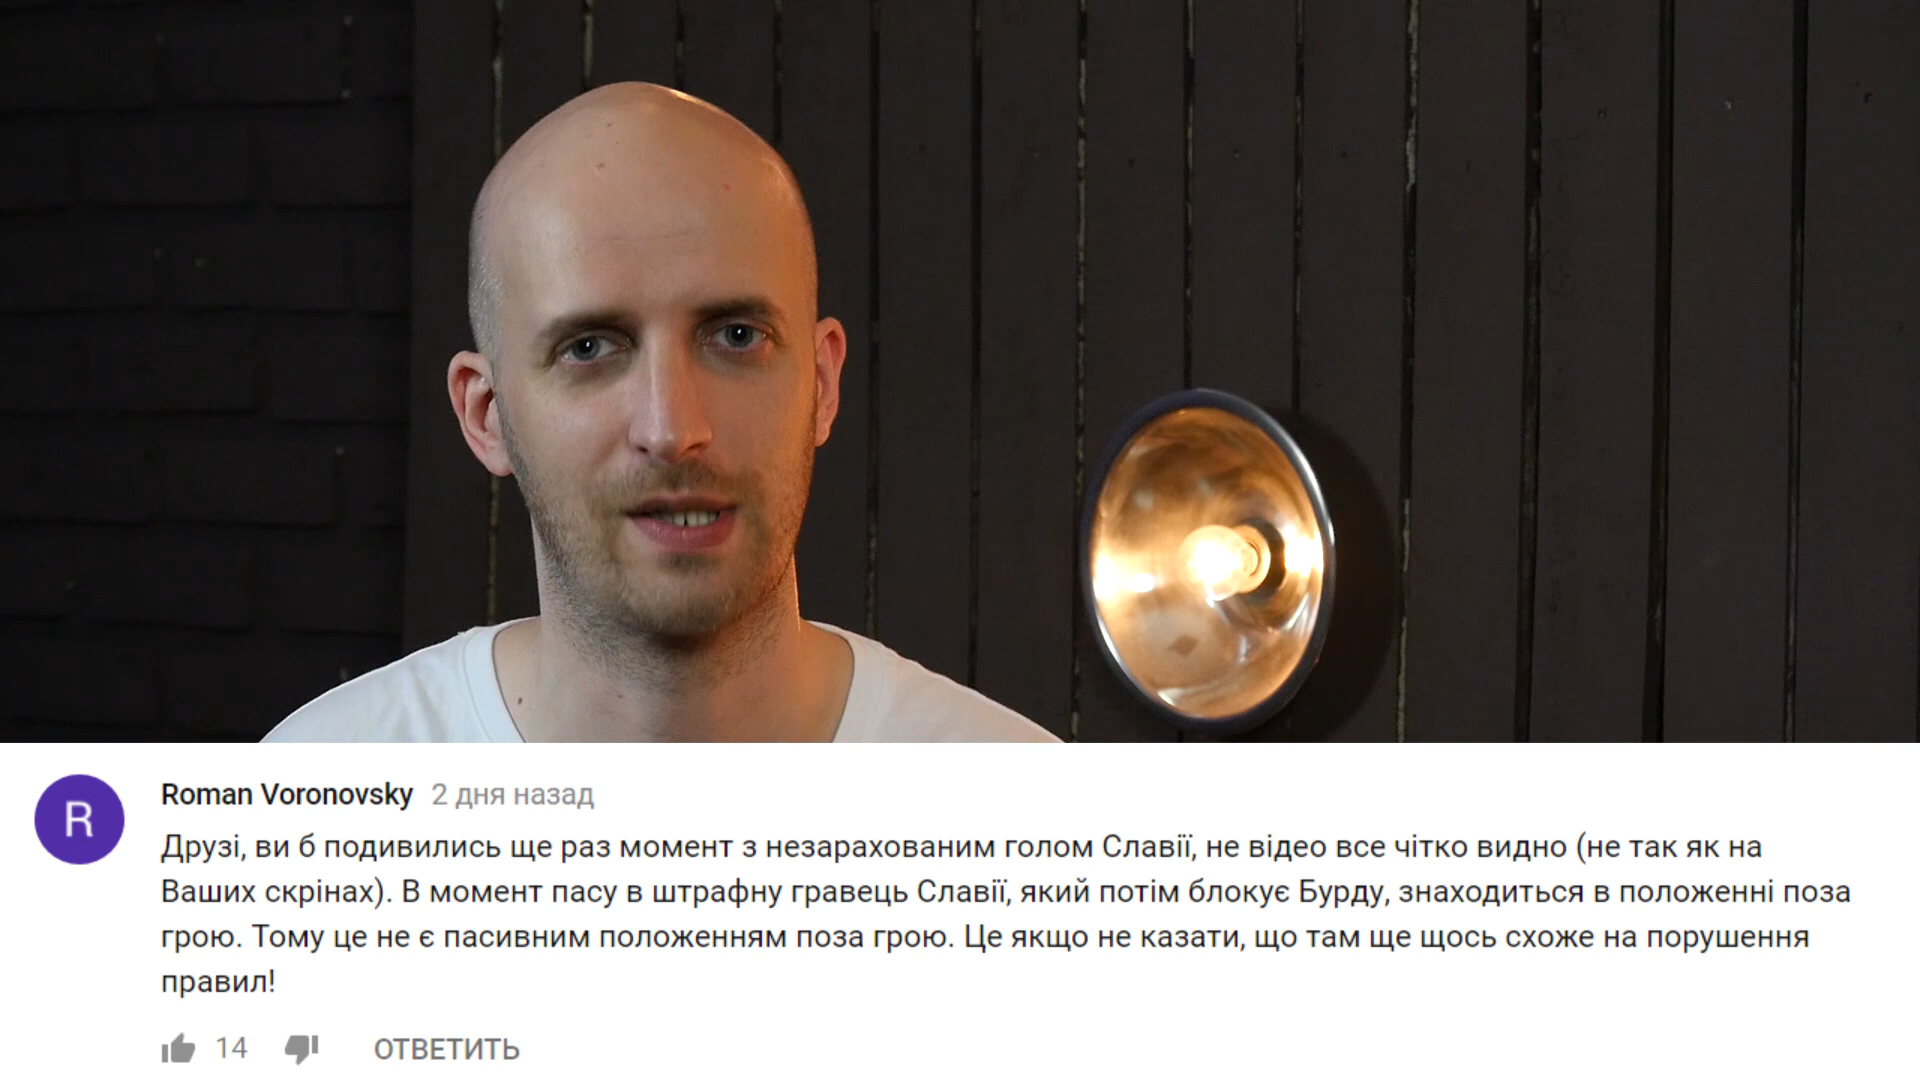 R
Roman Voronovsky 2 дня назад
Друзі, ви б подивились ще раз момент з незарахованим голом Славії, не відео все чітко видно (не так як на
Ваших скрінах). В момент пасу в штрафну гравець Славії, який потім блокує Бурду, знаходиться в положенні поза
грою. Тому це не є пасивним положенням поза грою. Це якщо не казати, що там ще щось схоже на порушення
правил!
14 ОТВЕТИТЬ